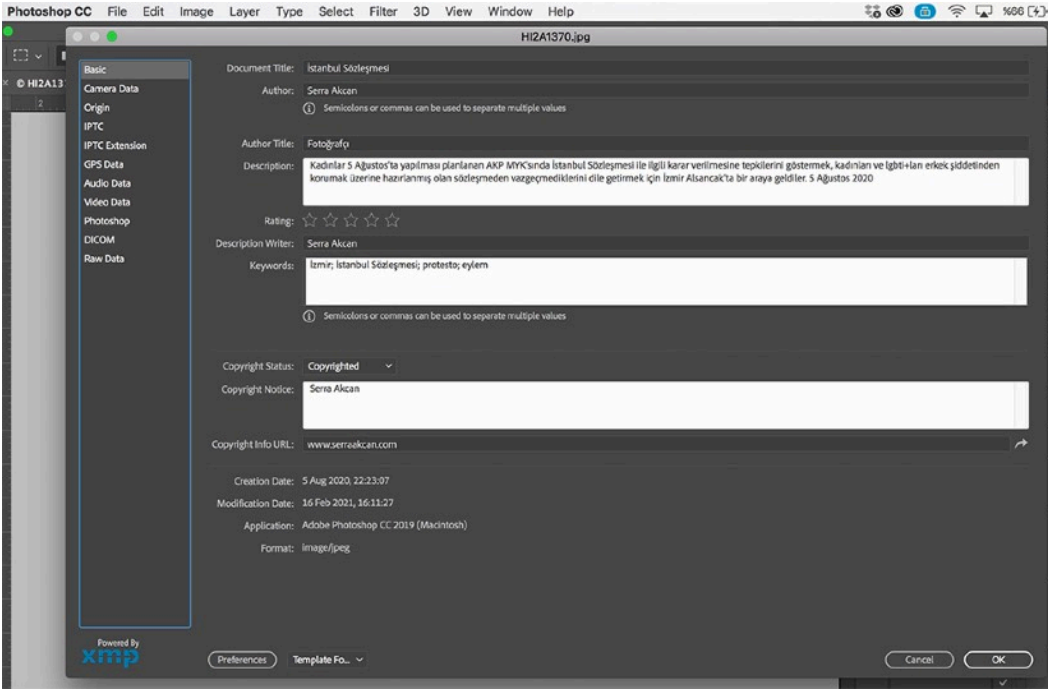 Photoshop CC File Edit Image Layer Type Select Filter 3D View Window Help %86
HI2A1370.jpg
© HI2A13
2
Basic
Camera Data
Origin
IPTC
IPTC Extension
GPS Data
Audio Data
Video Data
Photoshop
DICOM
Raw Data
Document Title: İstanbul Sözleşmesi
Author: Serra Akcan
Semicolons or commas can be used to separate multiple values
Author Title: Fotoğrafçı
Description: Kadınlar 5 Ağustos'ta yapılması planlanan AKP MYK'sında İstanbul Sözleşmesi ile ilgili karar verilmesine tepkilerini göstermek, kadınları ve lgbti+ları erkek şiddetinden
korumak üzerine hazırlanmış olan sözleşmeden vazgeçmediklerini dile getirmek için İzmir Alsancak'ta bir araya geldiler. 5 Ağustos 2020
Rating:
Description Writer: Serra Akcan
Keywords: İzmir; İstanbul Sözleşmesi; protesto; eylem
Semicolons or commas can be used to separate multiple values
Copyright Status: Copyrighted
Copyright Notice: Serra Akcan
Copyright Info URL: www.serraakcan.com
Creation Date: 5 Aug 2020, 22:23:07
Modification Date: 16 Feb 2021, 16:11:27
Application: Adobe Photoshop CC 2019 (Macintosh)
Format: image/jpeg
Powered By
xmp
Preferences Template Fo... Cancel OK